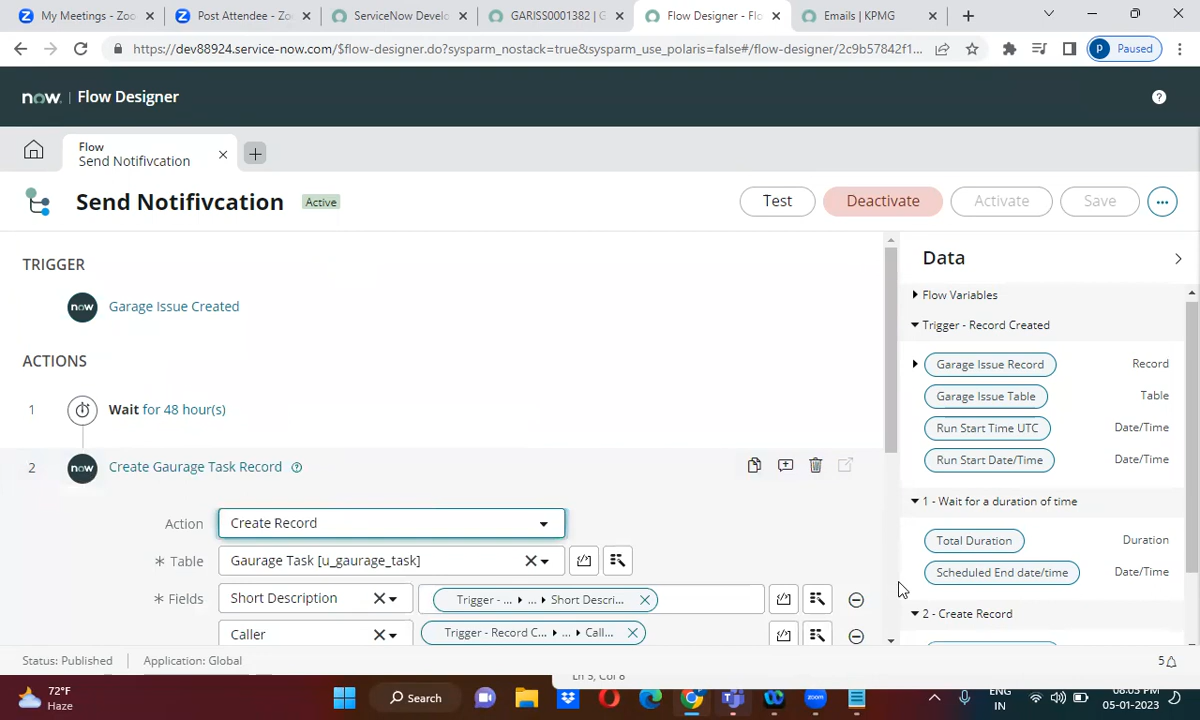 My Meetings - Zoo
Post Attendee - Zo
ServiceNow Develo
GARISS0001382 | G
Flow Designer - Flo
Emails | KPMG
https://dev88924.service-now.com/$flow-designer.do?sysparm_nostack=true&sysparm_use_polaris=false#/flow-designer/2c9b57842f1...
P Paused
now. | Flow Designer
Flow
Send Notifivcation
Send Notifivcation Active
Test
Deactivate
Activate
Save
TRIGGER
now Garage Issue Created
ACTIONS
1 Wait for 48 hour(s)
2 now Create Gaurage Task Record
Action Create Record
* Table Gaurage Task [u_gaurage_task]
* Fields Short Description Trigger - ... ▸ ... ▸ Short Descri...
Caller Trigger - Record C... ▸ ... ▸ Call...
Data
Flow Variables
Trigger - Record Created
Garage Issue Record Record
Garage Issue Table Table
Run Start Time UTC Date/Time
Run Start Date/Time Date/Time
1 - Wait for a duration of time
Total Duration Duration
Scheduled End date/time Date/Time
2 - Create Record
Status: Published | Application: Global
5
Ln 5, Col 8
72°F
Haze
Search
zoom
ENG
IN
08:05 PM
05-01-2023